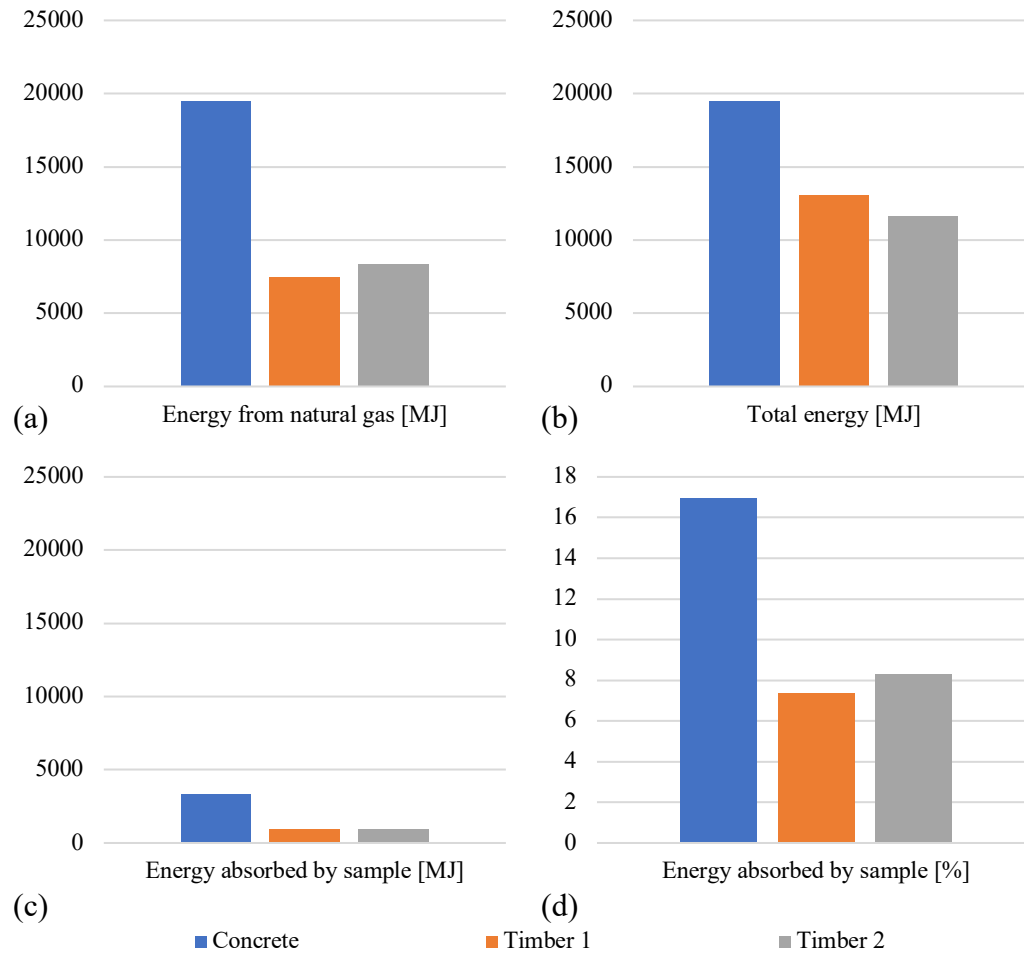 25000
20000
15000
10000
5000
0
(a)
Energy from natural gas [MJ]
25000
20000
15000
10000
5000
0
(b)
Total energy [MJ]
25000
20000
15000
10000
5000
0
Energy absorbed by sample [MJ]
(c)
18
16
14
12
10
8
6
4
2
0
Energy absorbed by sample [%]
(d)
Concrete
Timber 1
Timber 2